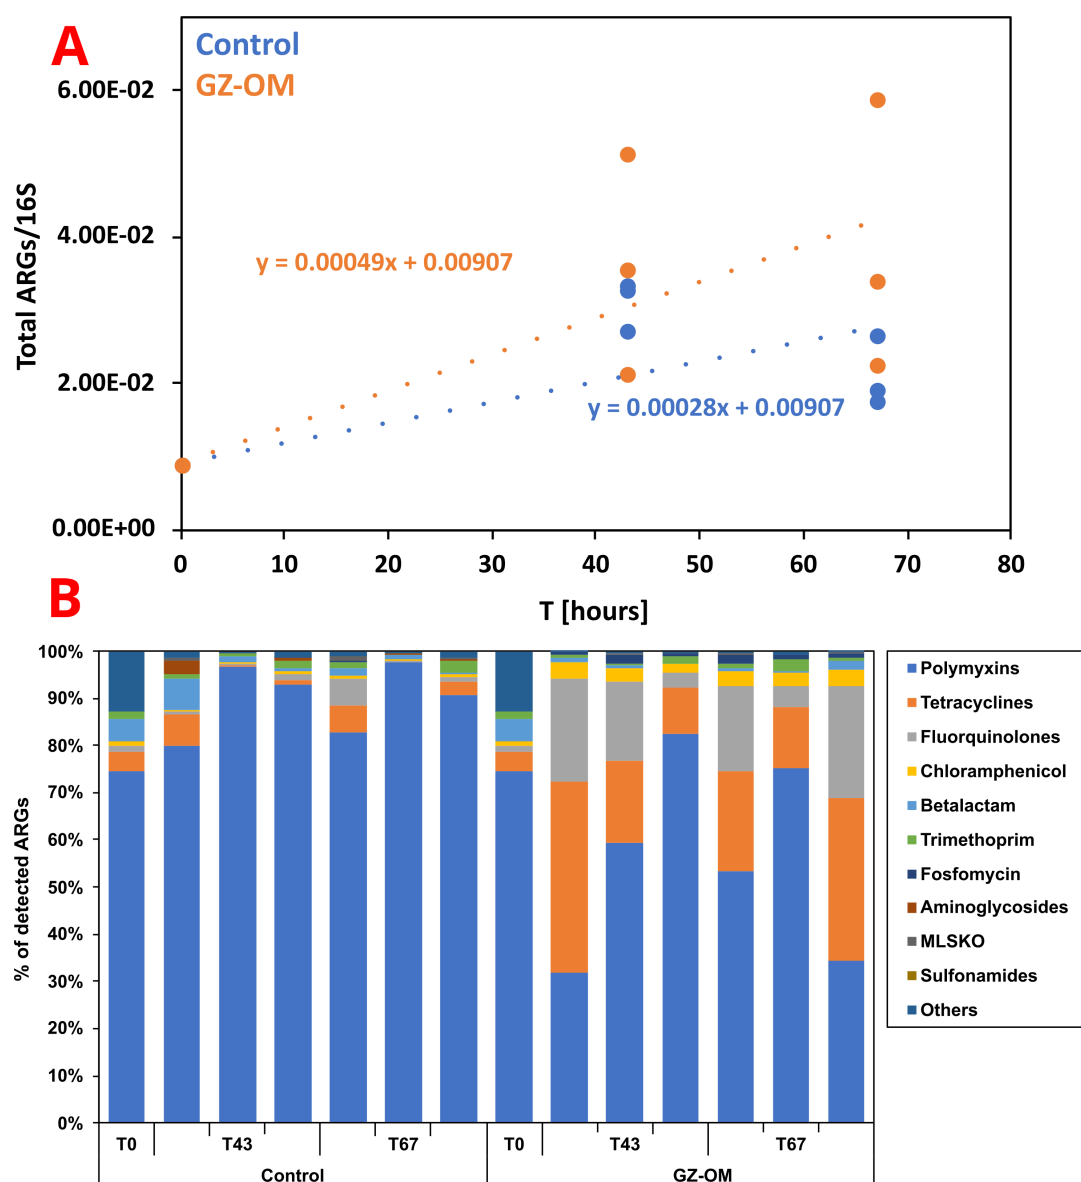 A
Control
GZ-OM
6.00E-02
4.00E-02
2.00E-02
0.00E+00
Total ARGs/16S
y = 0.00049x + 0.00907
y = 0.00028x + 0.00907
0 10 20 30 40 50 60 70 80
T [hours]
B
100%
90%
80%
70%
60%
50%
40%
30%
20%
10%
0%
% of detected ARGs
T0 T43 T67 T0 T43 T67
Control GZ-OM
Polymyxins
Tetracyclines
Fluorquinolones
Chloramphenicol
Betalactam
Trimethoprim
Fosfomycin
Aminoglycosides
MLSKO
Sulfonamides
Others